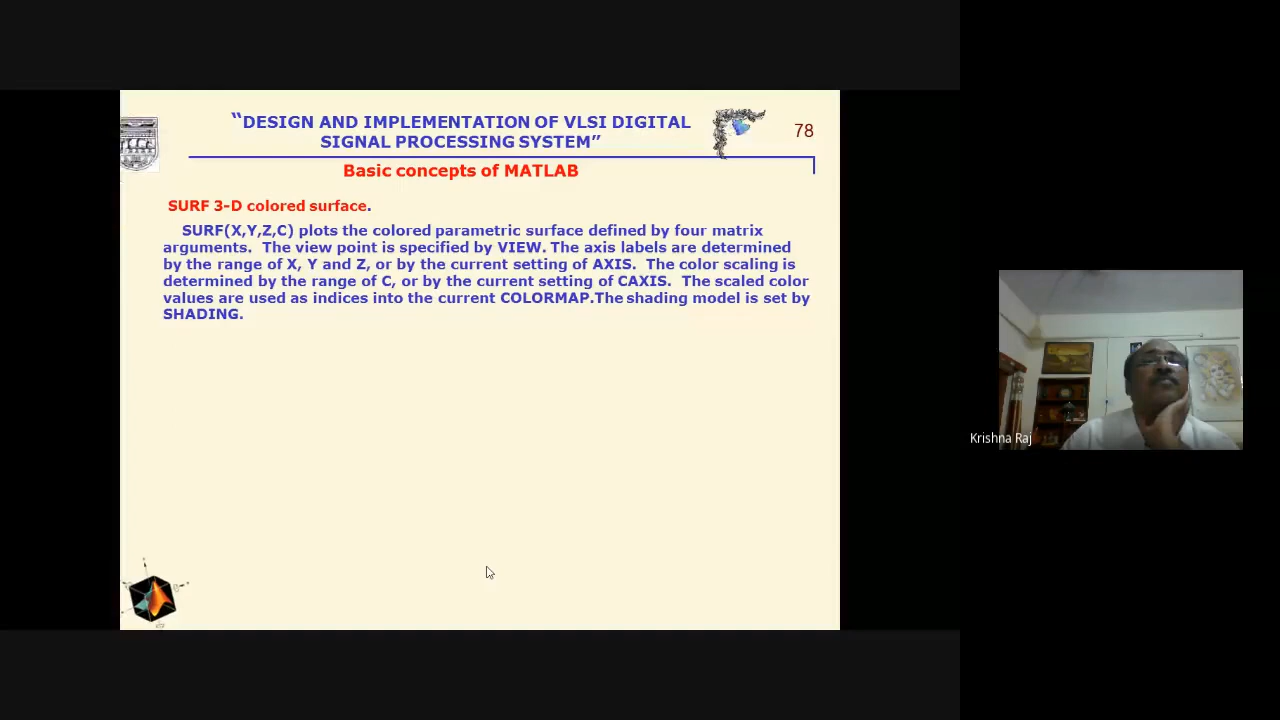 “DESIGN AND IMPLEMENTATION OF VLSI DIGITAL
SIGNAL PROCESSING SYSTEM”
78
Basic concepts of MATLAB
SURF 3-D colored surface.
SURF(X,Y,Z,C) plots the colored parametric surface defined by four matrix
arguments.  The view point is specified by VIEW. The axis labels are determined
by the range of X, Y and Z, or by the current setting of AXIS.  The color scaling is
determined by the range of C, or by the current setting of CAXIS.  The scaled color
values are used as indices into the current COLORMAP.The shading model is set by
SHADING.
Krishna Raj